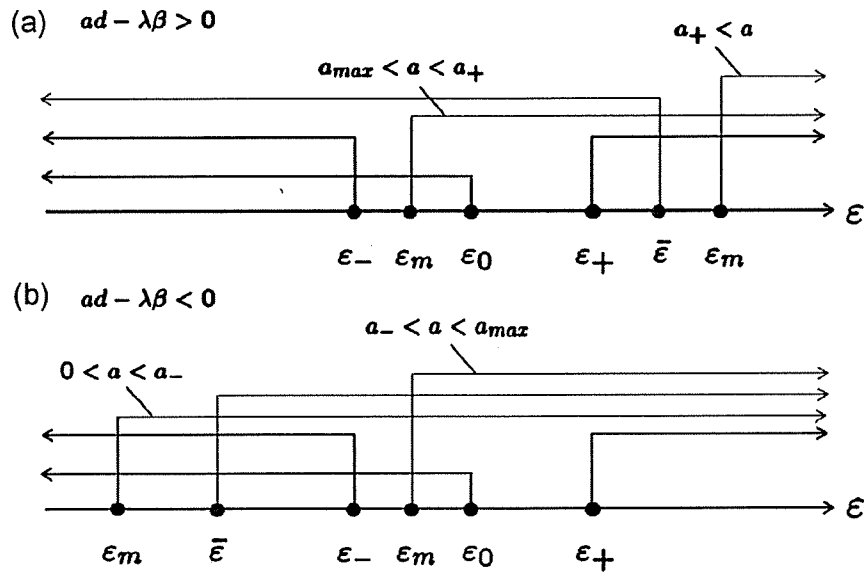 (a) ad − λβ > 0
a₊ < a
a_max < a < a₊
ε
ε₋ ε_m ε₀ ε₊ ε̄ ε_m
(b) ad − λβ < 0
a₋ < a < a_max
0 < a < a₋
ε
ε_m ε̄ ε₋ ε_m ε₀ ε₊